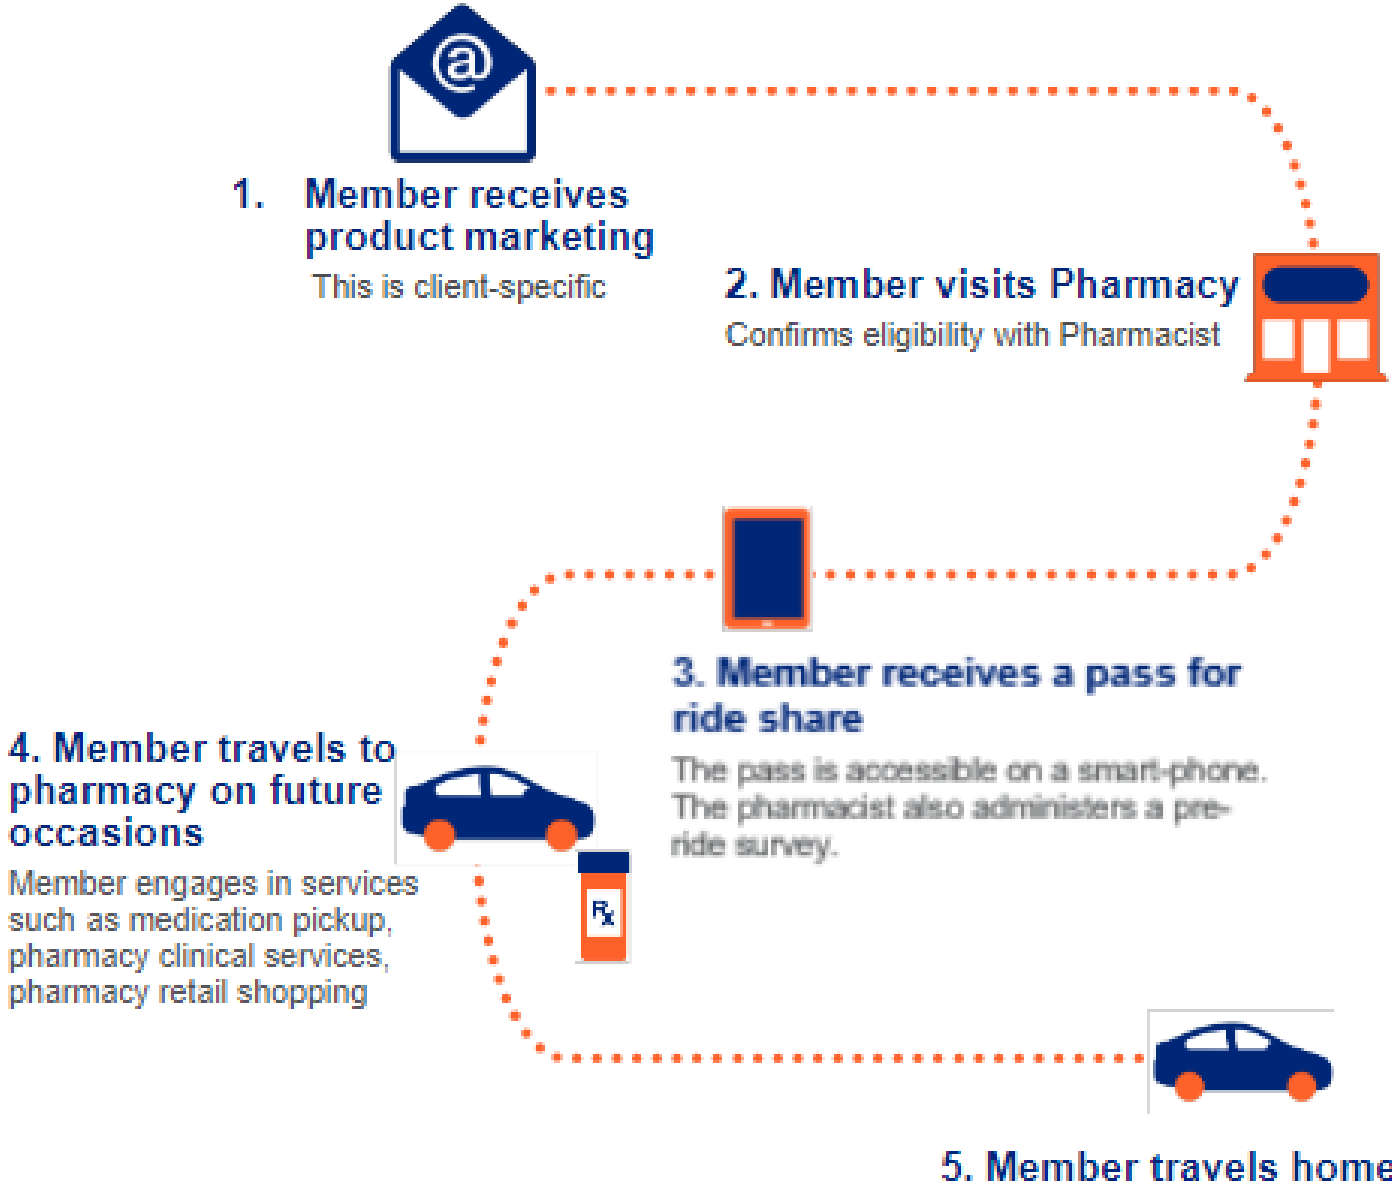 @
1. Member receives
product marketing
This is client-specific
2. Member visits Pharmacy
Confirms eligibility with Pharmacist
3. Member receives a pass for
ride share
The pass is accessible on a smart-phone.
The pharmacist also administers a pre-
ride survey.
4. Member travels to
pharmacy on future
occasions
Member engages in services
such as medication pickup,
pharmacy clinical services,
pharmacy retail shopping
Rx
5. Member travels home